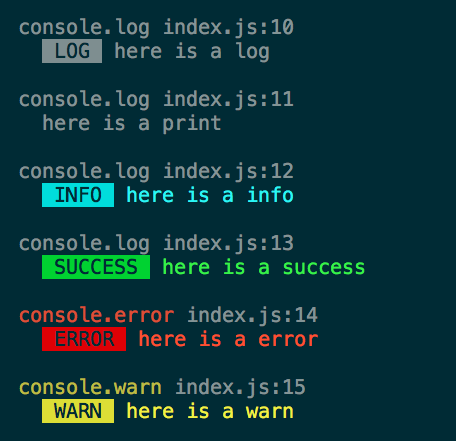 console.log index.js:10
LOG here is a log
console.log index.js:11
here is a print
console.log index.js:12
INFO here is a info
console.log index.js:13
SUCCESS here is a success
console.error index.js:14
ERROR here is a error
console.warn index.js:15
WARN here is a warn